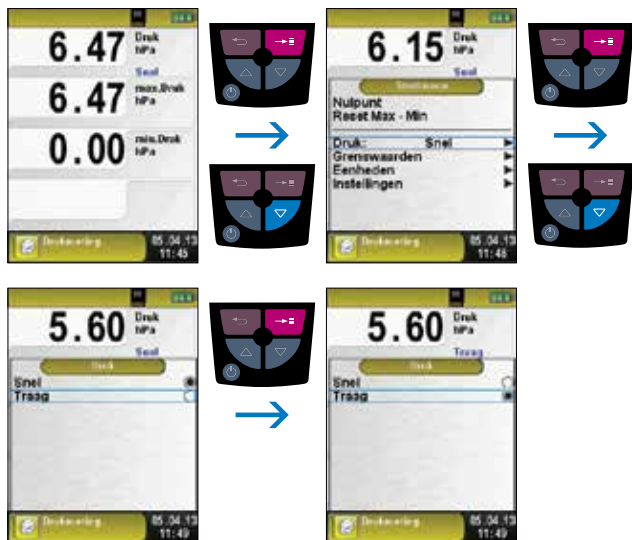 6.47 Druk
hPa
Snel
6.47 max.Druk
hPa
0.00 min.Druk
hPa
Drukmeting 05.04.13
11:45
6.15 Druk
hPa
Snel
Nulpunt
Reset Max - Min
Druk: Snel
Grenswaarden
Eenheden
Instellingen
Drukmeting 05.04.13
5.60 Druk
hPa
Snel
Druk
Snel
Traag
Drukmeting 05.04.13
11:49
5.60 Druk
hPa
Traag
Druk
Snel
Traag
Drukmeting 05.04.13
11:49